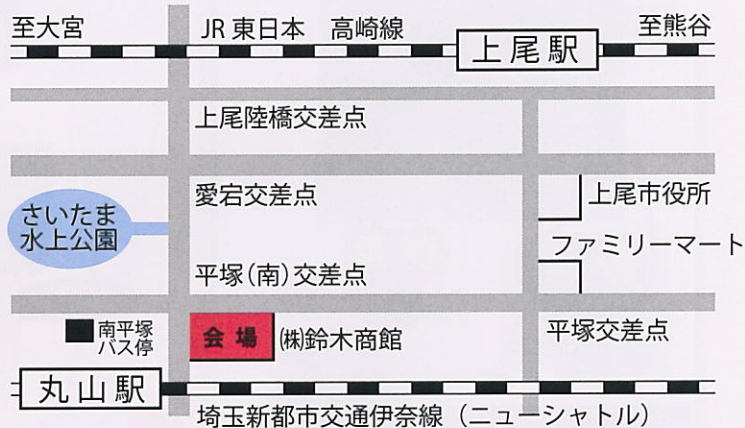 至大宮
JR東日本 高崎線
至熊谷
上尾駅
上尾陸橋交差点
愛宕交差点
上尾市役所
さいたま
水上公園
ファミリーマート
平塚(南)交差点
南平塚
バス停
会場
㈱鈴木商館
平塚交差点
丸山駅
埼玉新都市交通伊奈線（ニューシャトル）